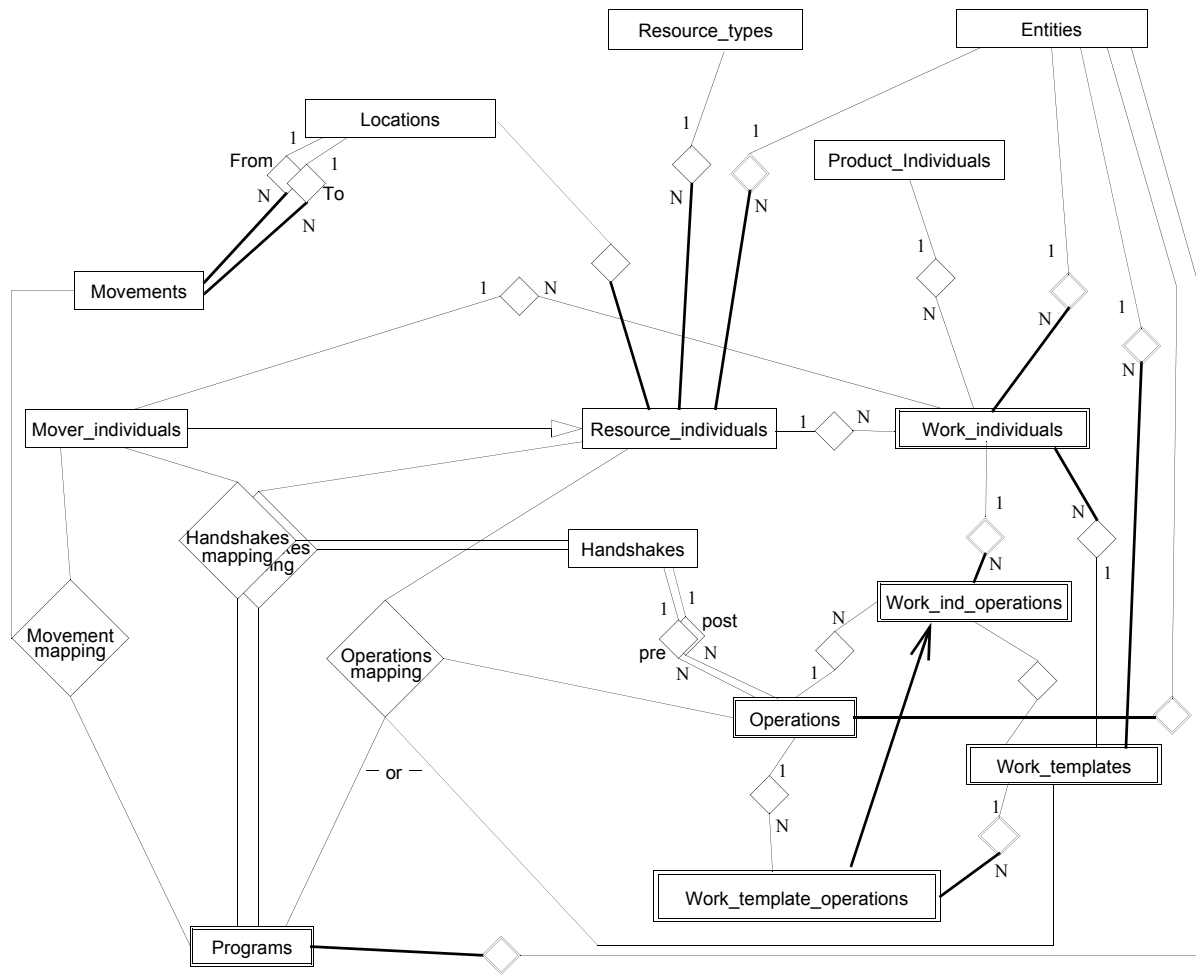 Resource_types
Entities
Locations
1
1
1
1
From
To
Product_Individuals
N
N
N
N
1
1
Movements
1
N
N
N
1
N
Mover_individuals
Resource_individuals
1
N
Work_individuals
1
N
Handshakes
mapping
kes
ing
Handshakes
N
1
Work_ind_operations
1
1
1
post
pre
N
N
N
1
Movement
mapping
Operations
mapping
Operations
Work_templates
or
1
N
1
N
Work_template_operations
Programs